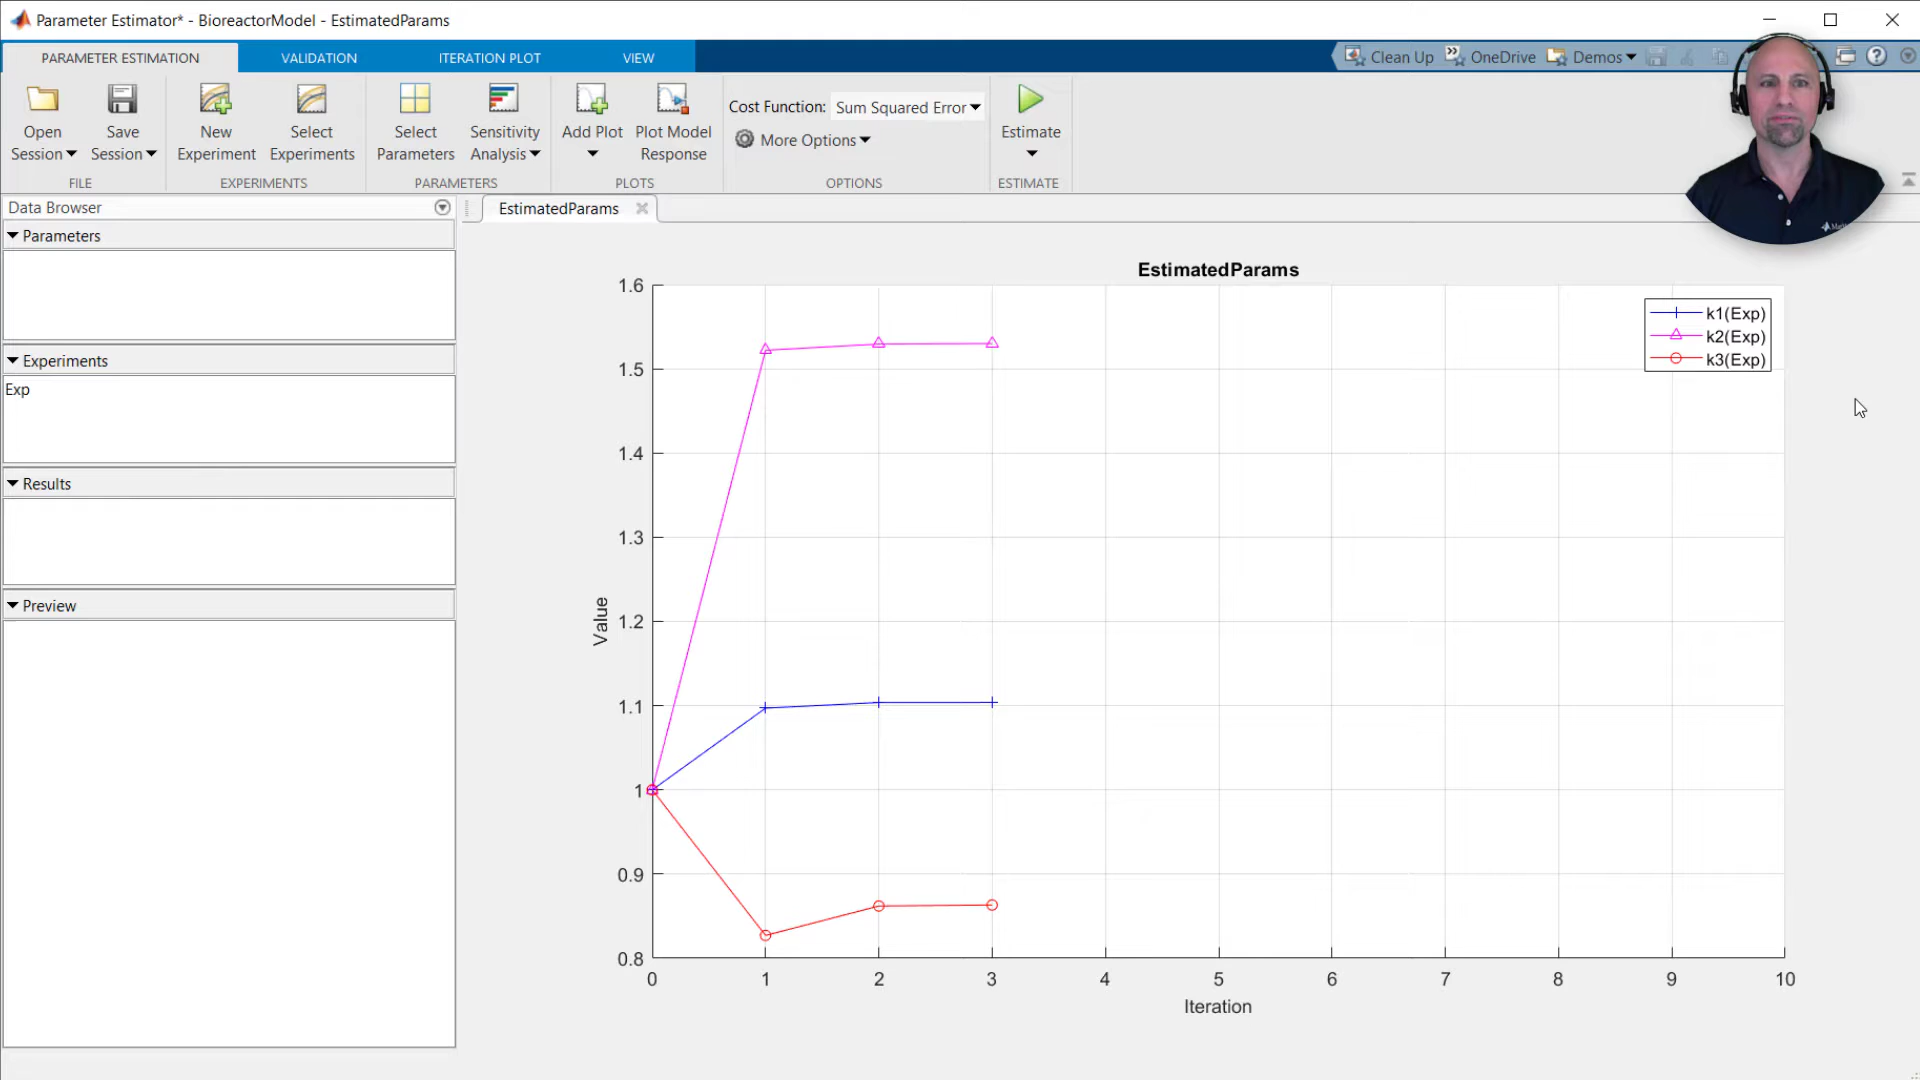 Parameter Estimator* - BioreactorModel - EstimatedParams
PARAMETER ESTIMATION
VALIDATION
ITERATION PLOT
VIEW
Clean Up
OneDrive
Demos
Open Session
Save Session
New Experiment
Select Experiments
Select Parameters
Sensitivity Analysis
Add Plot
Plot Model Response
Cost Function: Sum Squared Error
More Options
Estimate
FILE
EXPERIMENTS
PARAMETERS
PLOTS
OPTIONS
ESTIMATE
Data Browser
Parameters
Experiments
Exp
Results
Preview
EstimatedParams
EstimatedParams
k1(Exp)
k2(Exp)
k3(Exp)
1.6
1.5
1.4
1.3
1.2
1.1
1
0.9
0.8
Value
0 1 2 3 4 5 6 7 8 9 10
Iteration